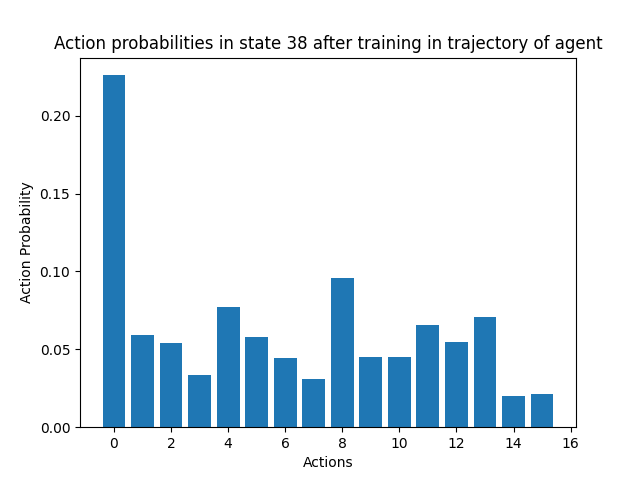 Action probabilities in state 38 after training in trajectory of agent
0.20
0.15
0.10
0.05
0.00
Action Probability
0 2 4 6 8 10 12 14 16
Actions